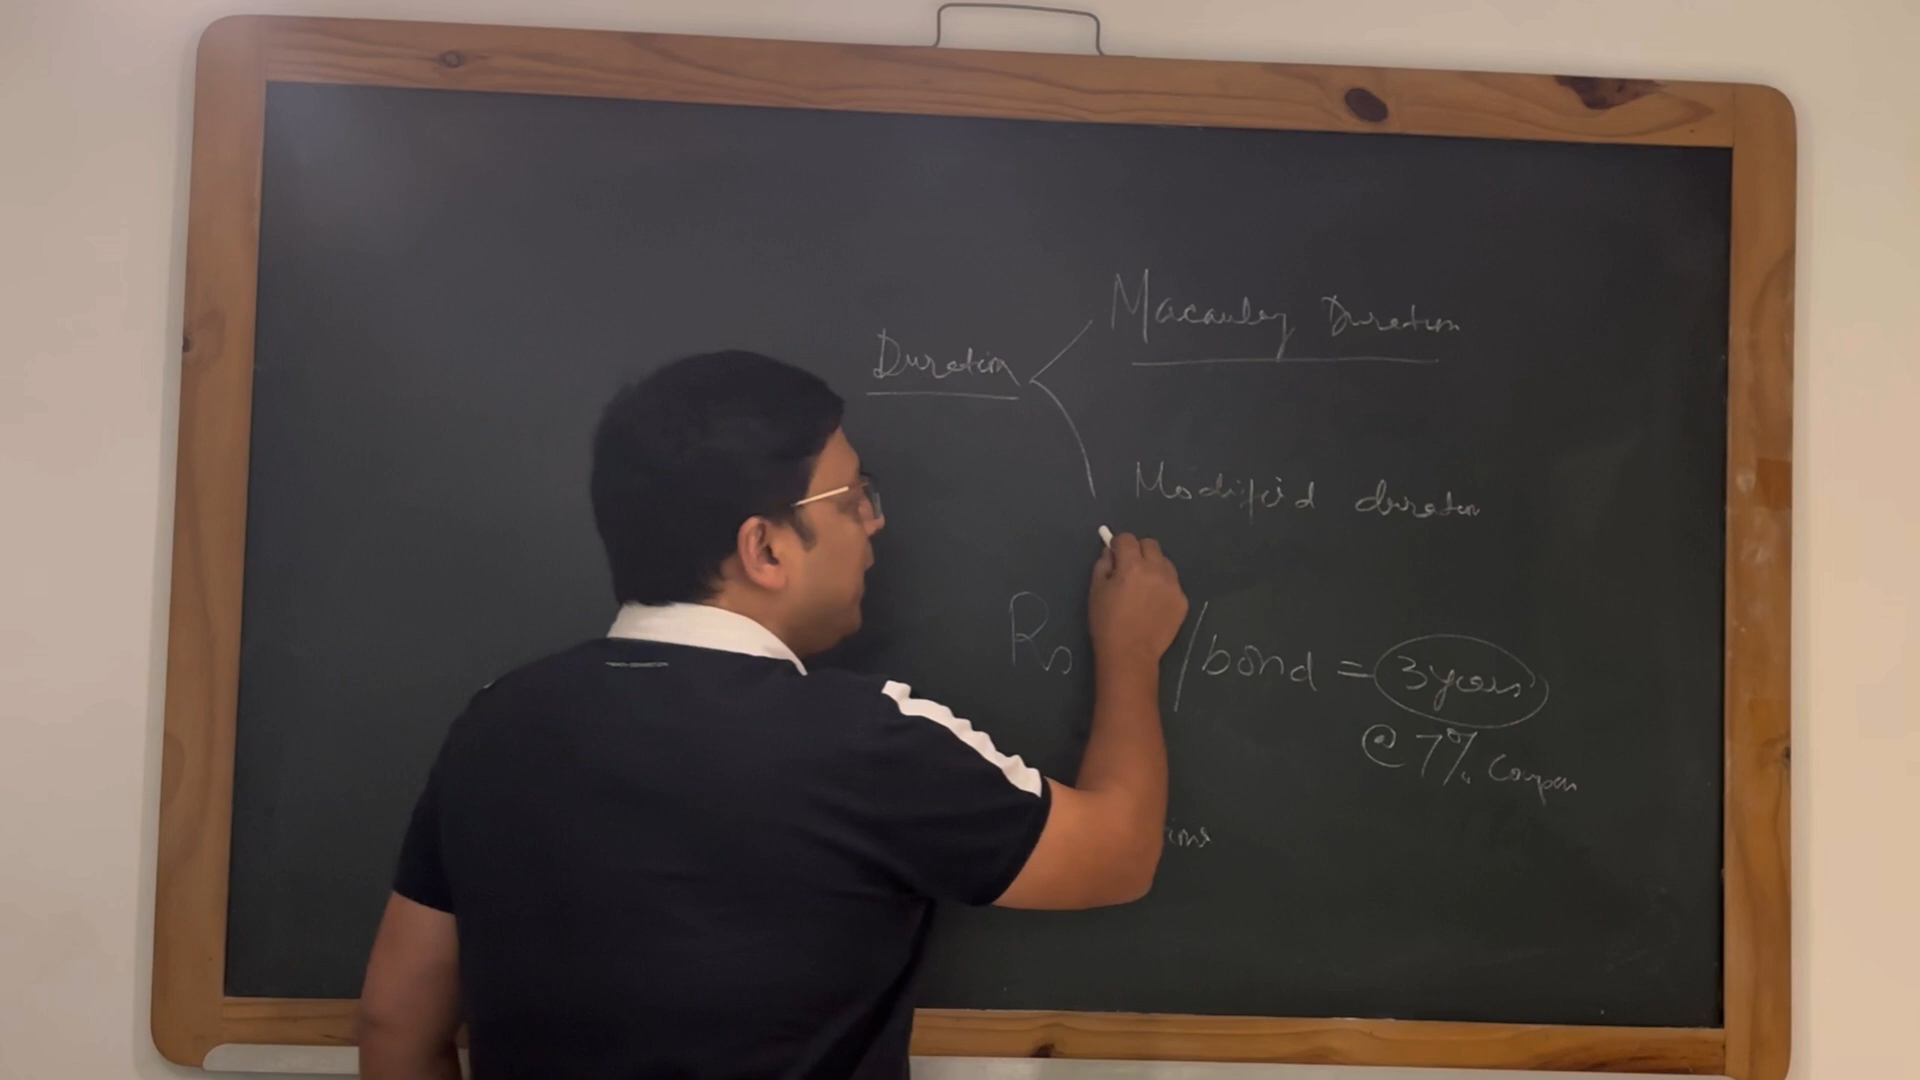 Macauley Duration
Duration
Modified duration
Rs /bond = 3 years
@ 7% Coupon